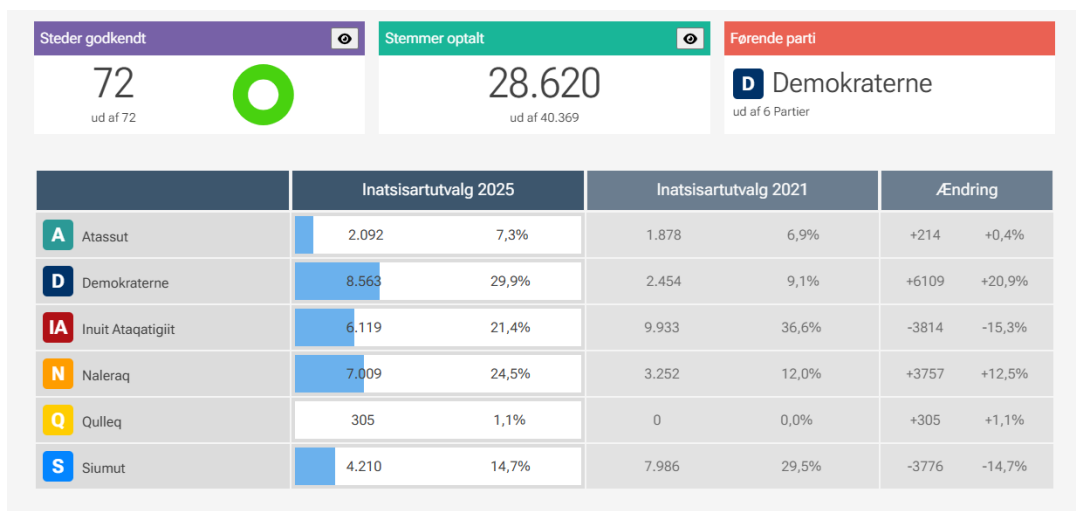 Steder godkendt
72
ud af 72
Stemmer optalt
28.620
ud af 40.369
Førende parti
D Demokraterne
ud af 6 Partier
Inatsisartutvalg 2025 Inatsisartutvalg 2021 Ændring
A Atassut 2.092 7,3% 1.878 6,9% +214 +0,4%
D Demokraterne 8.563 29,9% 2.454 9,1% +6109 +20,9%
IA Inuit Ataqatigiit 6.119 21,4% 9.933 36,6% -3814 -15,3%
N Naleraq 7.009 24,5% 3.252 12,0% +3757 +12,5%
Q Qulleq 305 1,1% 0 0,0% +305 +1,1%
S Siumut 4.210 14,7% 7.986 29,5% -3776 -14,7%